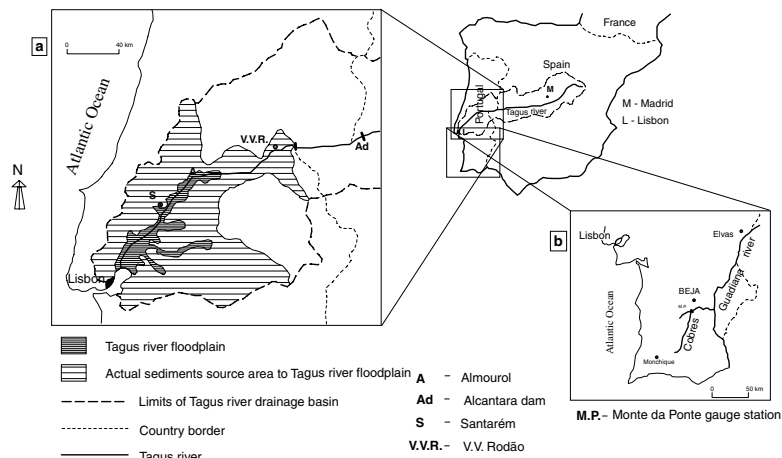 a
0 40 km
Atlantic Ocean
N
V.V.R.
Ad
A
S
Lisbon
France
Spain
Portugal
M
Tagus river
L
M - Madrid
L - Lisbon
b
Lisbon
Elvas
Guadiana river
BEJA
M.P.
Cobres
Atlantic Ocean
Monchique
0 50 km
Tagus river floodplain
Actual sediments source area to Tagus river floodplain
Limits of Tagus river drainage basin
Country border
Tagus river
A – Almourol
Ad – Alcantara dam
S – Santarém
V.V.R. – V.V. Rodão
M.P. – Monte da Ponte gauge station